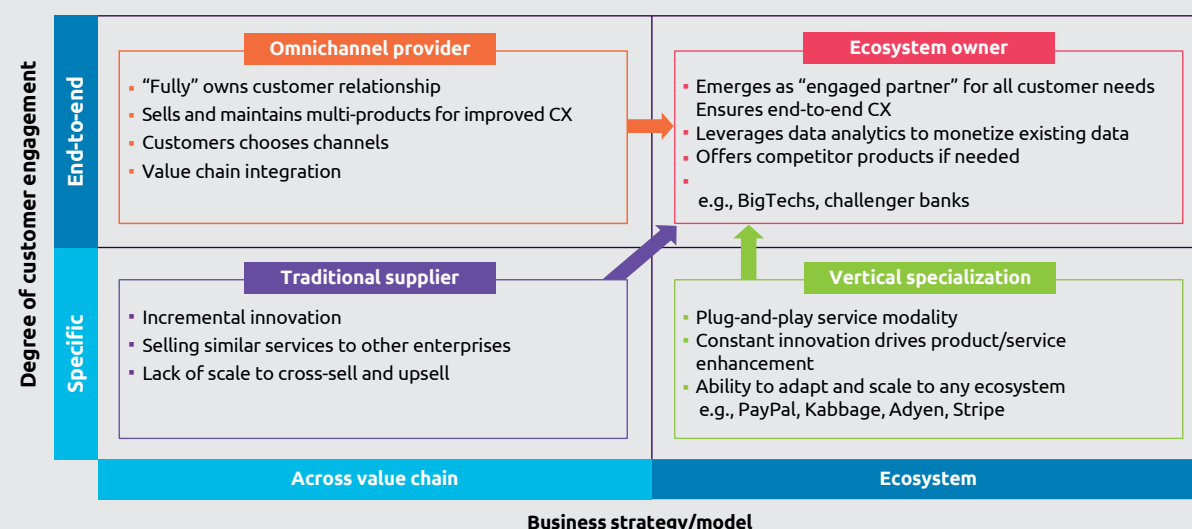 Degree of customer engagement
End-to-end
Omnichannel provider
“Fully” owns customer relationship
Sells and maintains multi-products for improved CX
Customers chooses channels
Value chain integration
Ecosystem owner
Emerges as “engaged partner” for all customer needs
Ensures end-to-end CX
Leverages data analytics to monetize existing data
Offers competitor products if needed
e.g., BigTechs, challenger banks
Specific
Traditional supplier
Incremental innovation
Selling similar services to other enterprises
Lack of scale to cross-sell and upsell
Vertical specialization
Plug-and-play service modality
Constant innovation drives product/service
enhancement
Ability to adapt and scale to any ecosystem
e.g., PayPal, Kabbage, Adyen, Stripe
Across value chain
Ecosystem
Business strategy/model